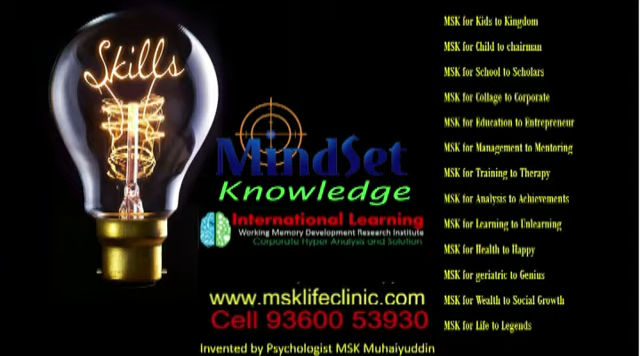 Skills
MindSet
Knowledge
International Learning
Working Memory Development Research Institute
Corporate Hyper Analysis and Solution
www.msklifeclinic.com
Cell 93600 53930
Invented by Psychologist MSK Muhaiyuddin
MSK for Kids to Kingdom
MSK for Child to chairman
MSK for School to Scholars
MSK for Collage to Corporate
MSK for Education to Entrepreneur
MSK for Management to Mentoring
MSK for Training to Therapy
MSK for Analysis to Achievements
MSK for Learning to Unlearning
MSK for Health to Happy
MSK for geriatric to Genius
MSK for Wealth to Social Growth
MSK for Life to Legends